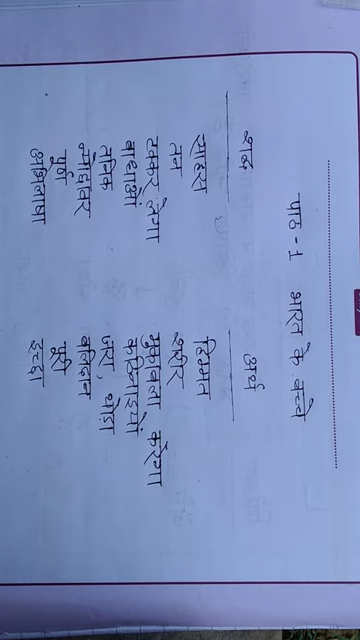 पाठ - 1 भारत के बच्चे
शब्द अर्थ
साहस हिम्मत
तन शरीर
टक्कर लेगा मुकाबला करेगा
बाधाओं कठिनाइयों
तनिक जरा, थोड़ा
न्योछावर बलिदान
पूर्ण पूरी
अभिलाषा इच्छा